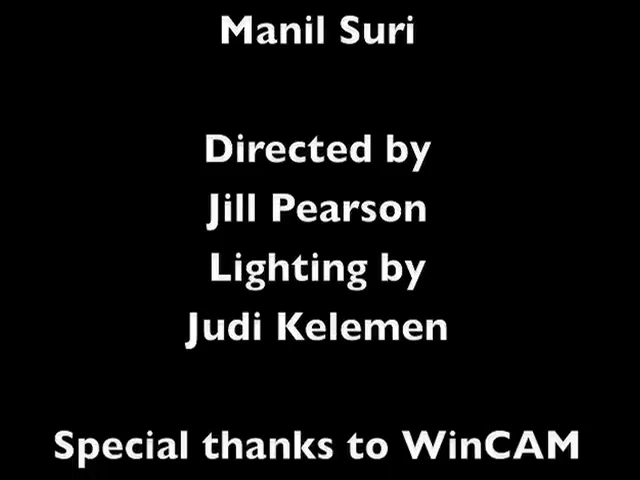 Manil Suri
Directed by
Jill Pearson
Lighting by
Judi Kelemen
Special thanks to WinCAM